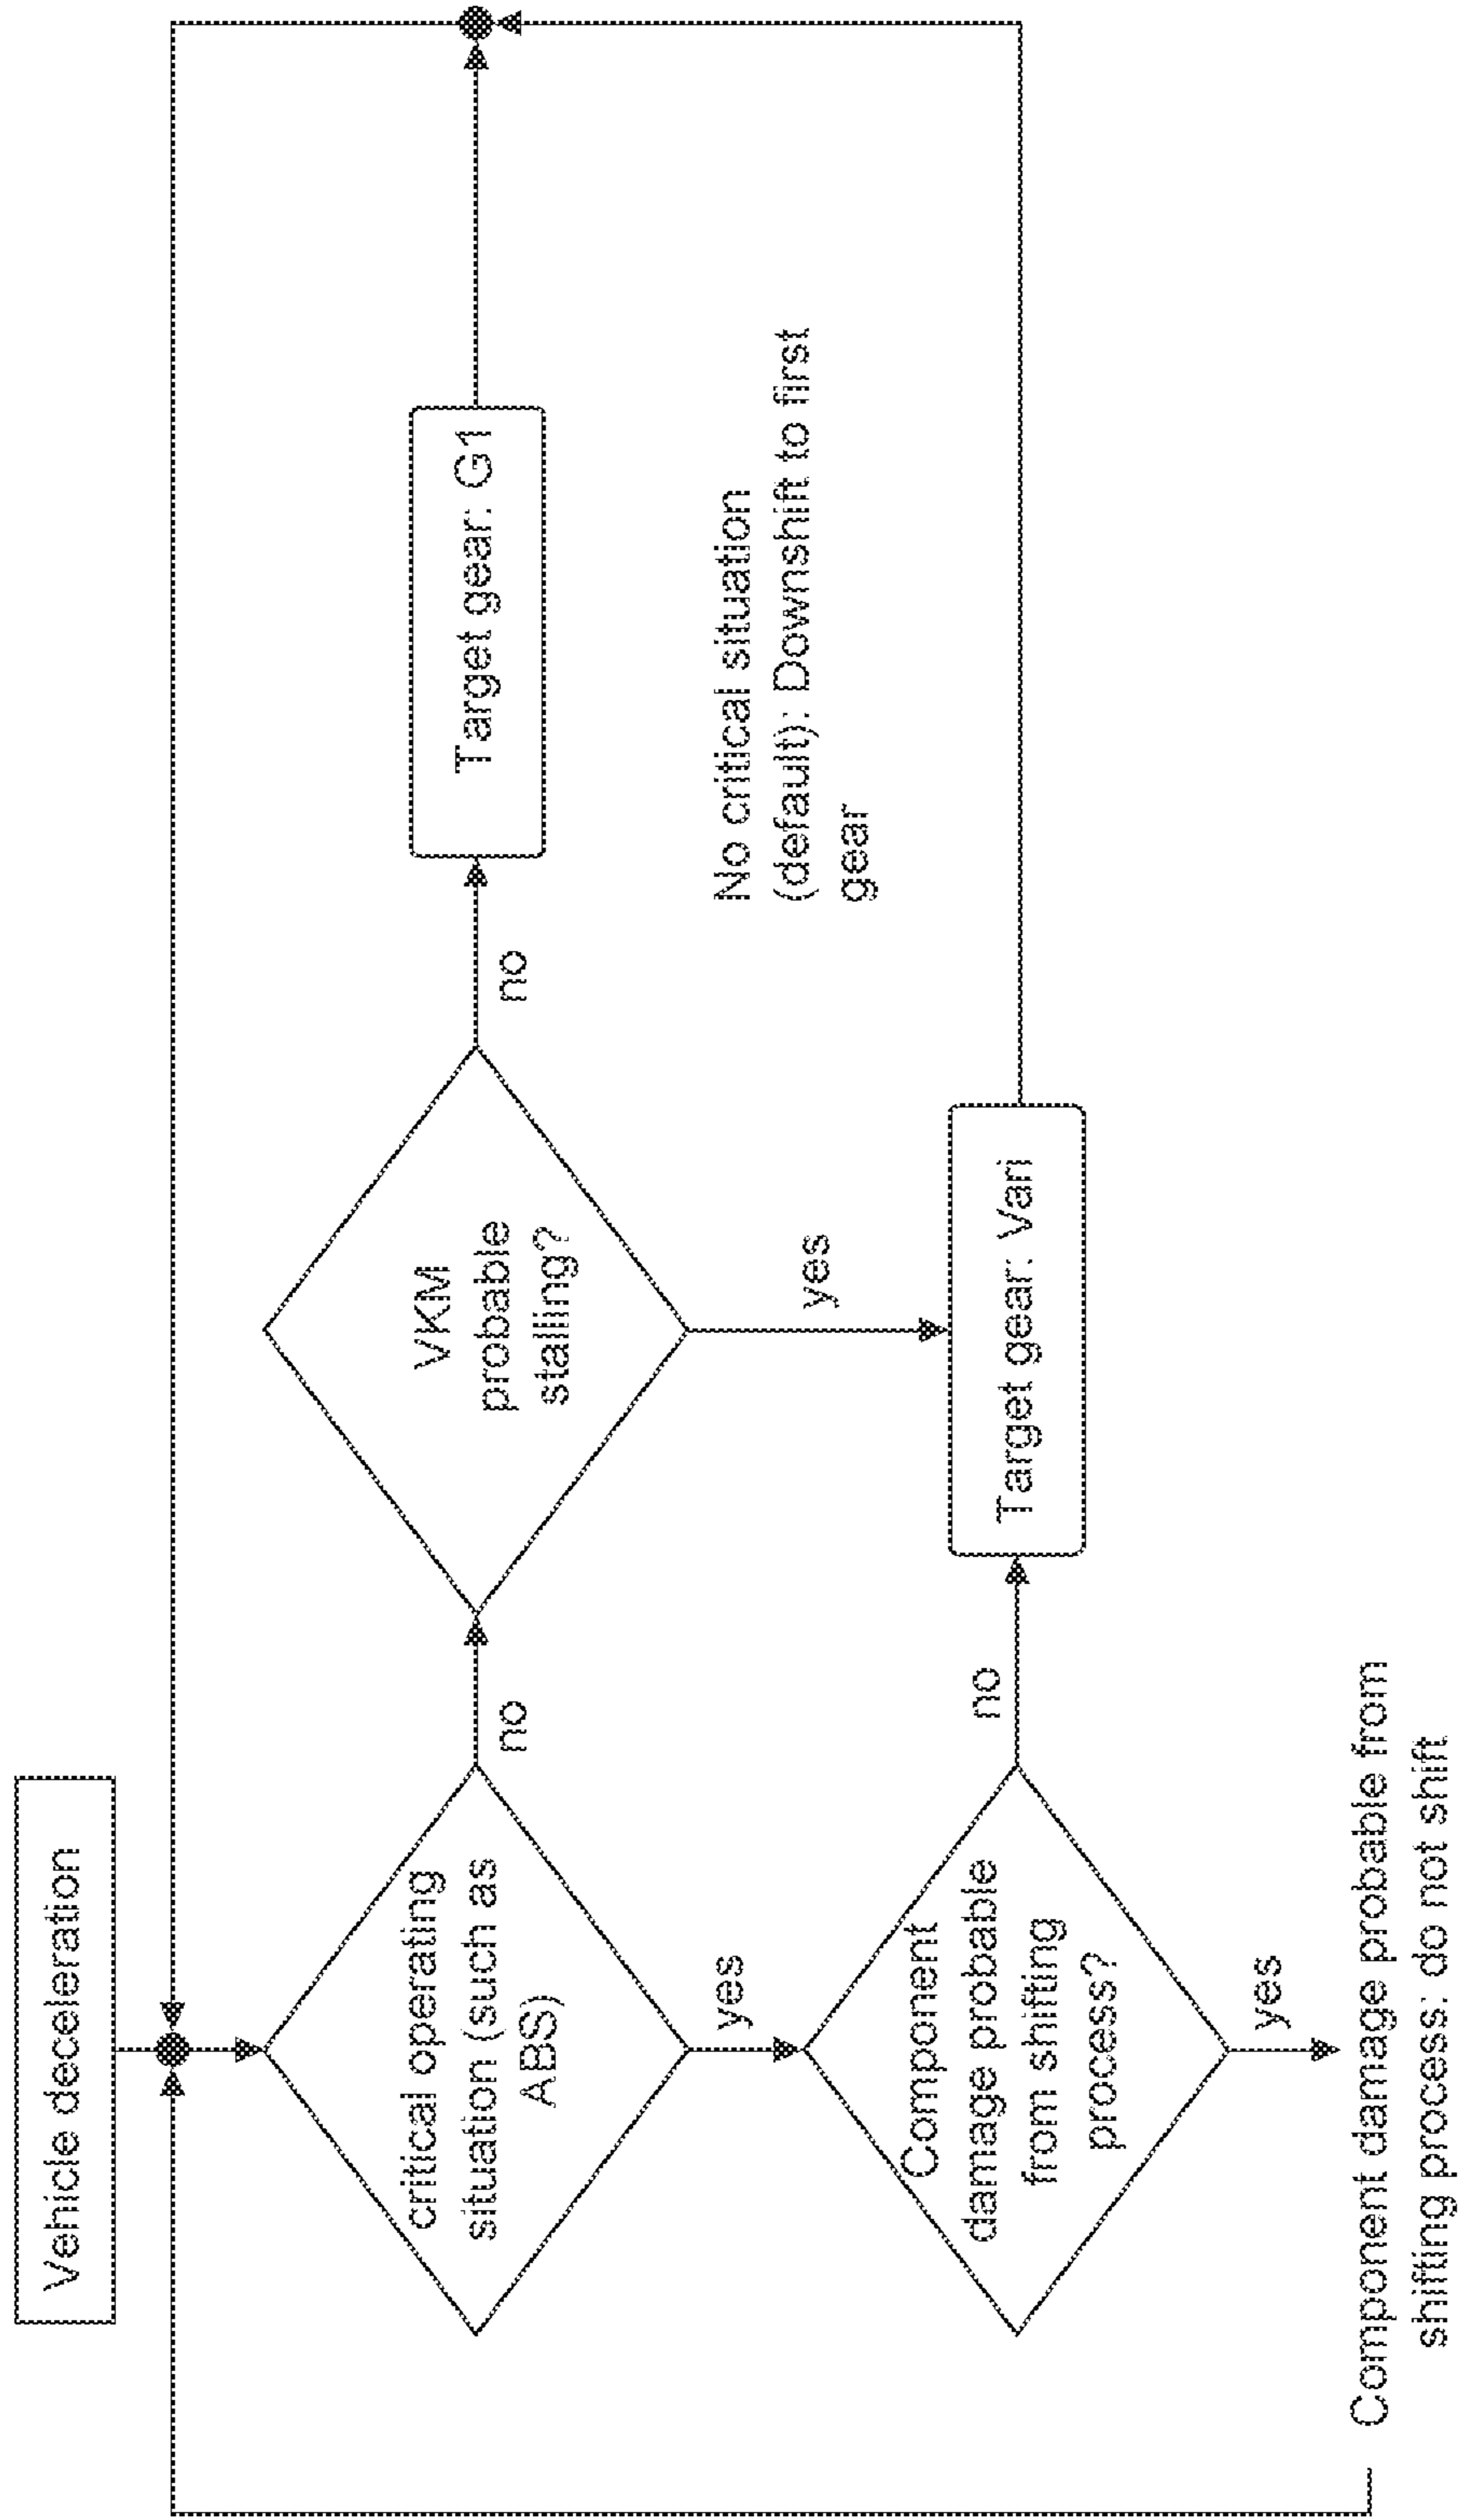 Vehicle deceleration
critical operating
situation (such as
ABS)
no
VKM
probable
stalling?
no
Target gear: G1
yes
yes
No critical situation
(default): Downshift to first
gear
Component
damage probable
from shifting
process?
no
Target gear: Vari
yes
Component damage probable from
shifting process: do not shift